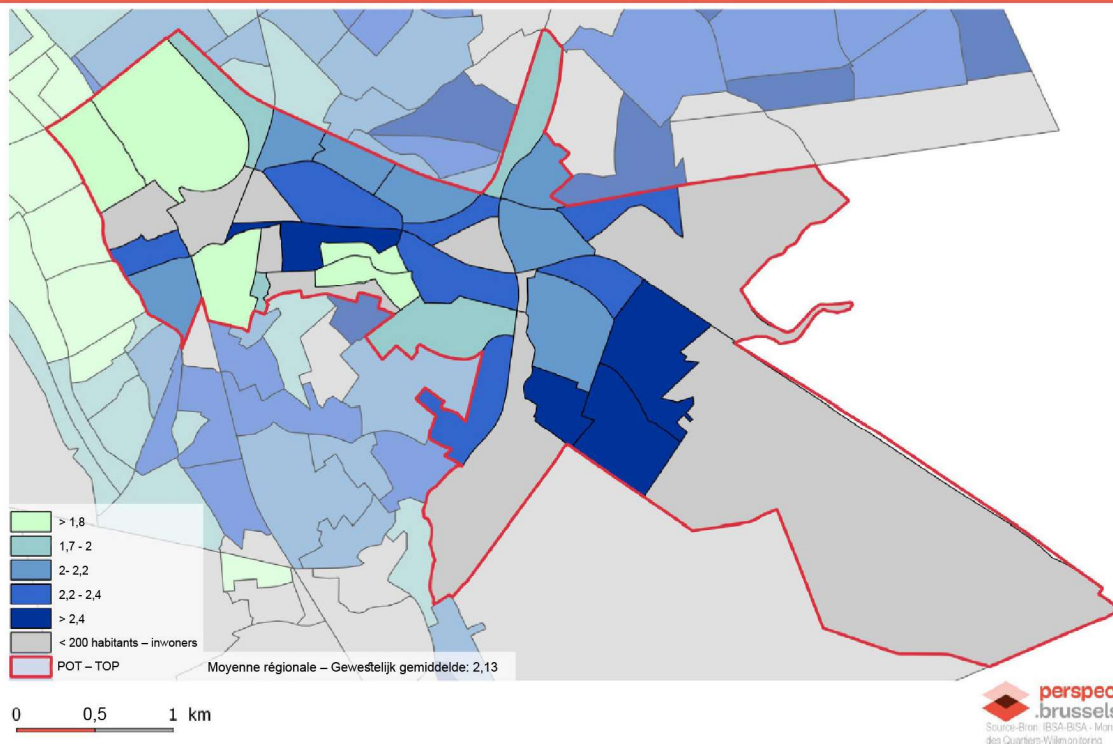 > 1,8
1,7 - 2
2- 2,2
2,2 - 2,4
> 2,4
< 200 habitants – inwoners
POT – TOP
Moyenne régionale – Gewestelijk gemiddelde: 2,13
0 0,5 1 km
perspec
.brussels
Source-Bron: IBSA-BISA - Mon
des Quartiers-Wijkmonitoring